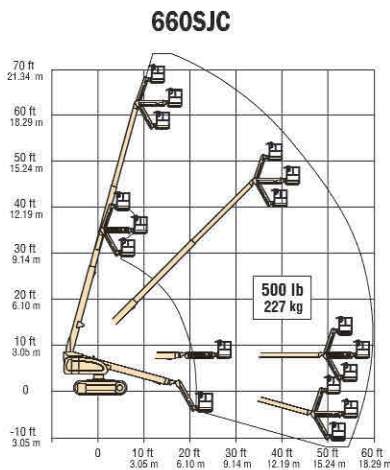 660SJC
70 ft
21.34 m
60 ft
18.29 m
50 ft
15.24 m
40 ft
12.19 m
30 ft
9.14 m
20 ft
6.10 m
10 ft
3.05 m
0
-10 ft
3.05 m
500 lb
227 kg
0 10 ft 20 ft 30 ft 40 ft 50 ft 60 ft
3.05 m 6.10 m 9.14 m 12.19 m 15.24 m 18.29 m